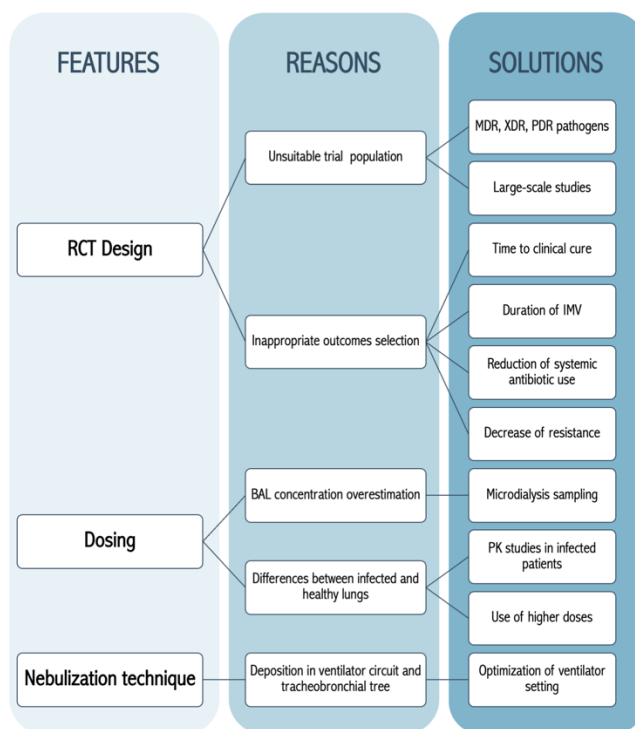 FEATURES
REASONS
SOLUTIONS
MDR, XDR, PDR pathogens
Unsuitable trial population
Large-scale studies
RCT Design
Time to clinical cure
Duration of IMV
Inappropriate outcomes selection
Reduction of systemic
antibiotic use
Decrease of resistance
BAL concentration overestimation
Microdialysis sampling
Dosing
PK studies in infected
patients
Differences between infected and
healthy lungs
Use of higher doses
Nebulization technique
Deposition in ventilator circuit and
tracheobronchial tree
Optimization of ventilator
setting